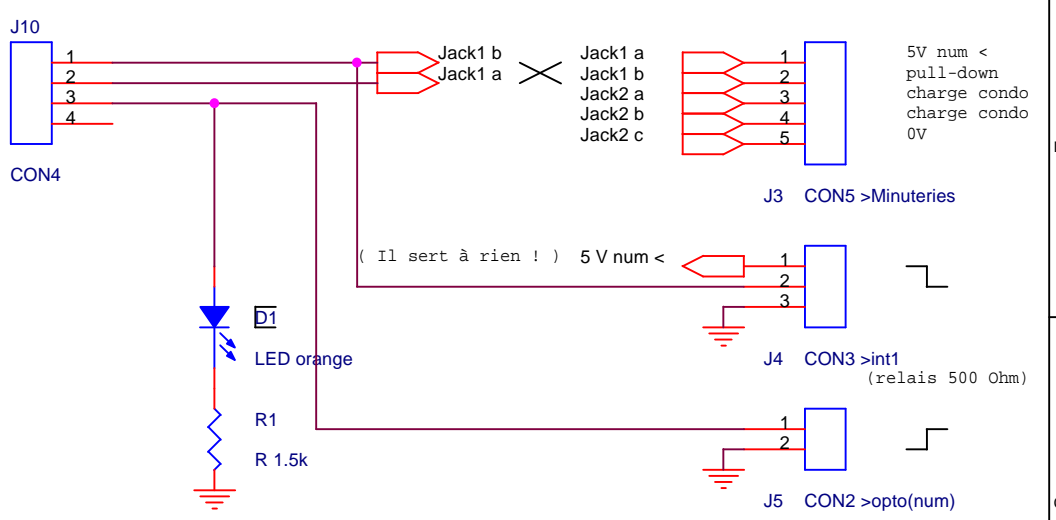 J10
1
2
3
4
CON4
Jack1 b
Jack1 a
Jack1 a
Jack1 b
Jack2 a
Jack2 b
Jack2 c
1
2
3
4
5
5V num <
pull-down
charge condo
charge condo
0V
J3 CON5 >Minuteries
( Il sert à rien ! ) 5 V num <
1
2
3
J4 CON3 >int1
(relais 500 Ohm)
D1
LED orange
R1
R 1.5k
1
2
J5 CON2 >opto(num)